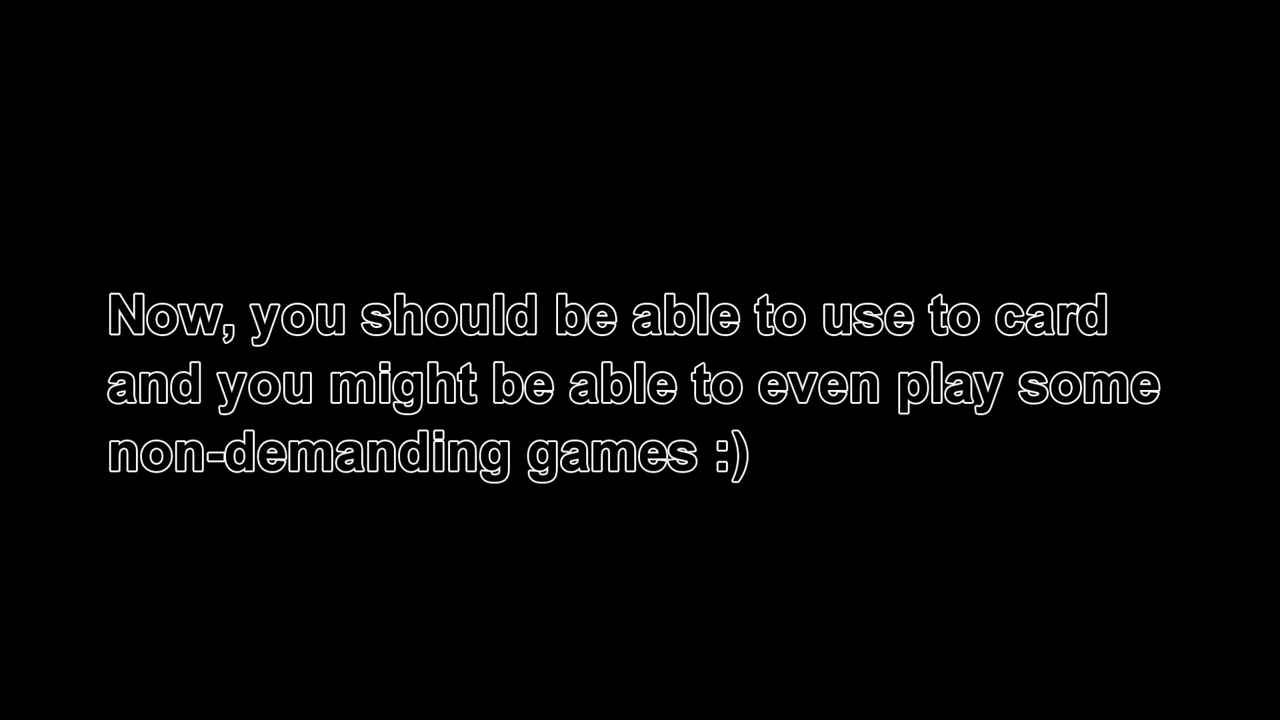 Now, you should be able to use to card
and you might be able to even play some
non-demanding games :)